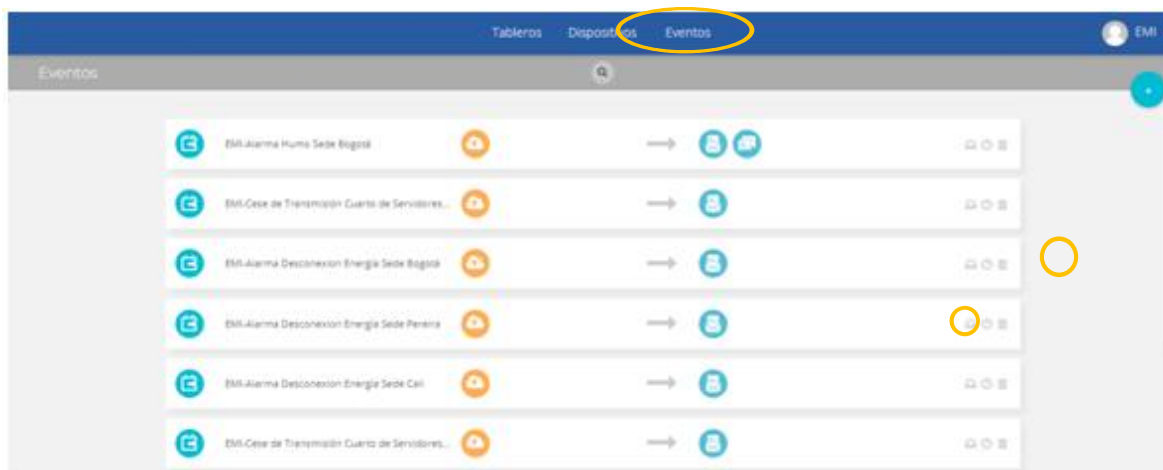 Tableros Dispositivos Eventos EMI
Eventos
EMI-Alarma Humo Sede Bogotá
EMI-Cese de Transmisión Cuarto de Servidores...
EMI-Alarma Desconexion Energía Sede Bogotá
EMI-Alarma Desconexion Energía Sede Pereira
EMI-Alarma Desconexion Energía Sede Cali
EMI-Cese de Transmisión Cuarto de Servidores...